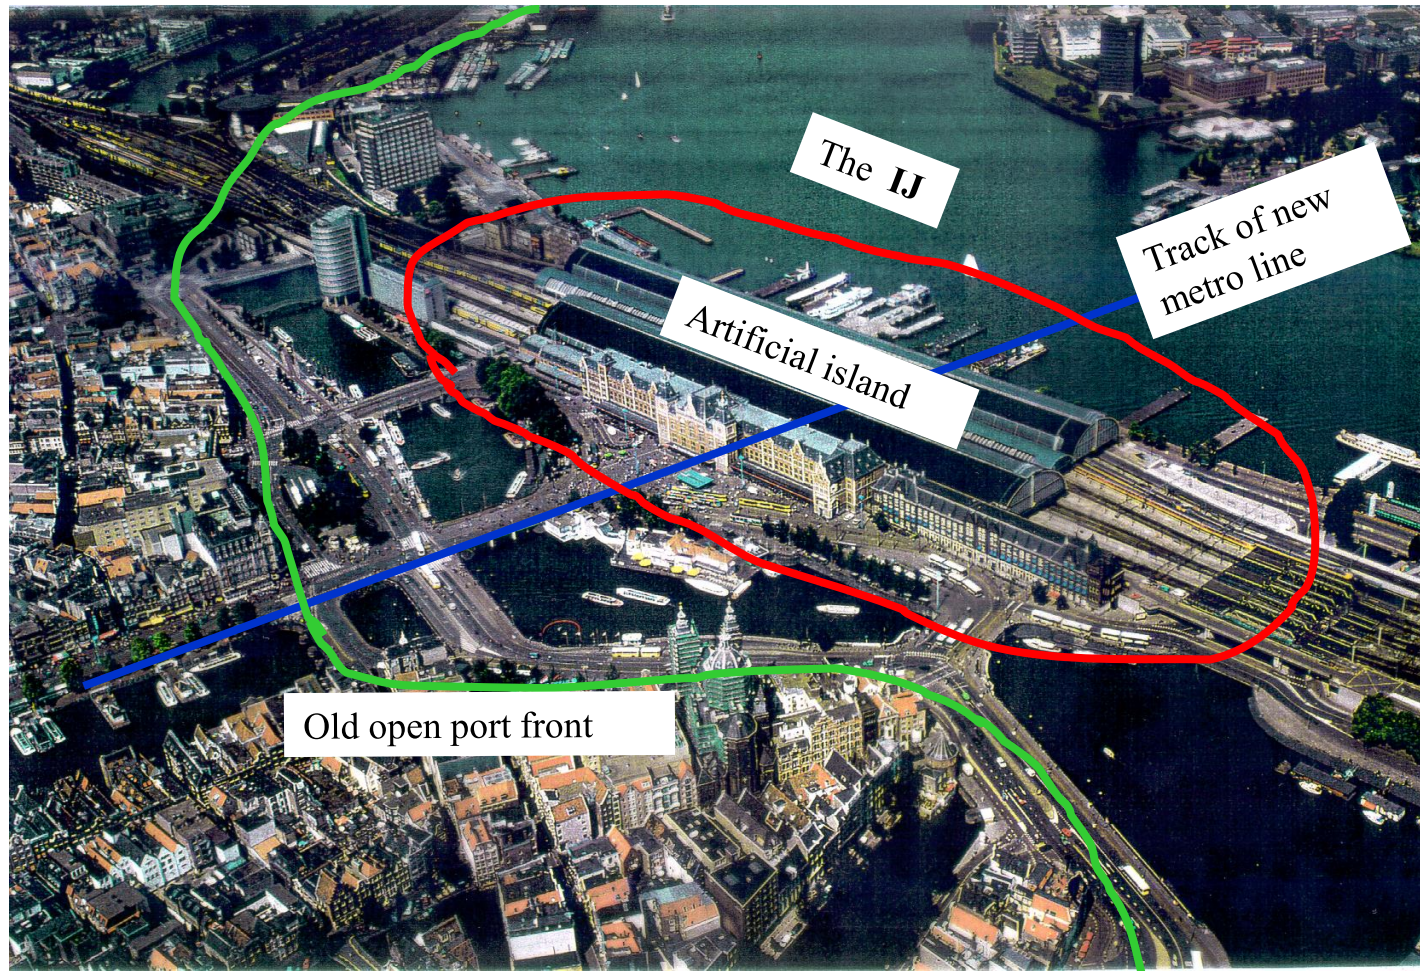 The IJ
Track of new
metro line
Artificial island
Old open port front